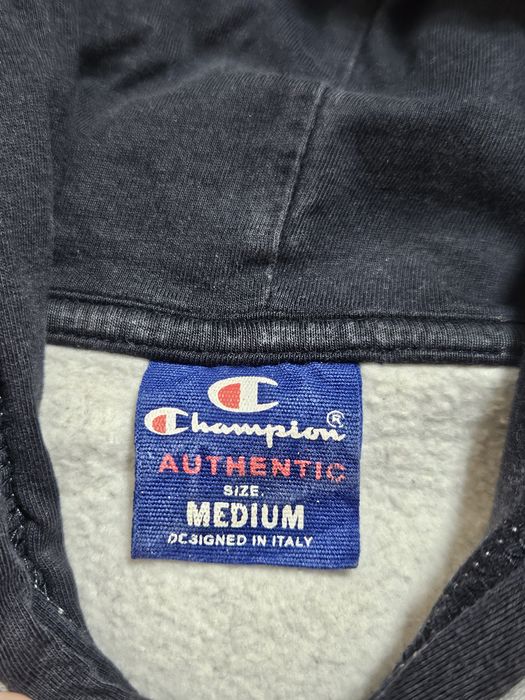 Champion®
AUTHENTIC
SIZE.
MEDIUM
DESIGNED IN ITALY